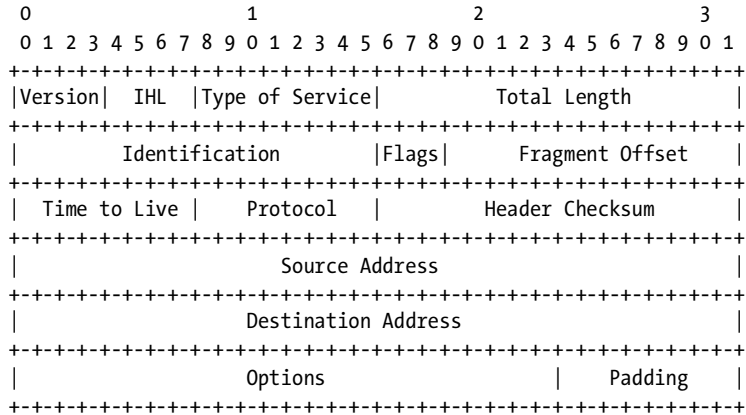 0                   1                   2                   3
 0 1 2 3 4 5 6 7 8 9 0 1 2 3 4 5 6 7 8 9 0 1 2 3 4 5 6 7 8 9 0 1
+-+-+-+-+-+-+-+-+-+-+-+-+-+-+-+-+-+-+-+-+-+-+-+-+-+-+-+-+-+-+-+-+
|Version|  IHL  |Type of Service|          Total Length         |
+-+-+-+-+-+-+-+-+-+-+-+-+-+-+-+-+-+-+-+-+-+-+-+-+-+-+-+-+-+-+-+-+
|         Identification        |Flags|      Fragment Offset    |
+-+-+-+-+-+-+-+-+-+-+-+-+-+-+-+-+-+-+-+-+-+-+-+-+-+-+-+-+-+-+-+-+
|  Time to Live |    Protocol   |         Header Checksum       |
+-+-+-+-+-+-+-+-+-+-+-+-+-+-+-+-+-+-+-+-+-+-+-+-+-+-+-+-+-+-+-+-+
|                       Source Address                          |
+-+-+-+-+-+-+-+-+-+-+-+-+-+-+-+-+-+-+-+-+-+-+-+-+-+-+-+-+-+-+-+-+
|                    Destination Address                        |
+-+-+-+-+-+-+-+-+-+-+-+-+-+-+-+-+-+-+-+-+-+-+-+-+-+-+-+-+-+-+-+-+
|                    Options                    |    Padding    |
+-+-+-+-+-+-+-+-+-+-+-+-+-+-+-+-+-+-+-+-+-+-+-+-+-+-+-+-+-+-+-+-+